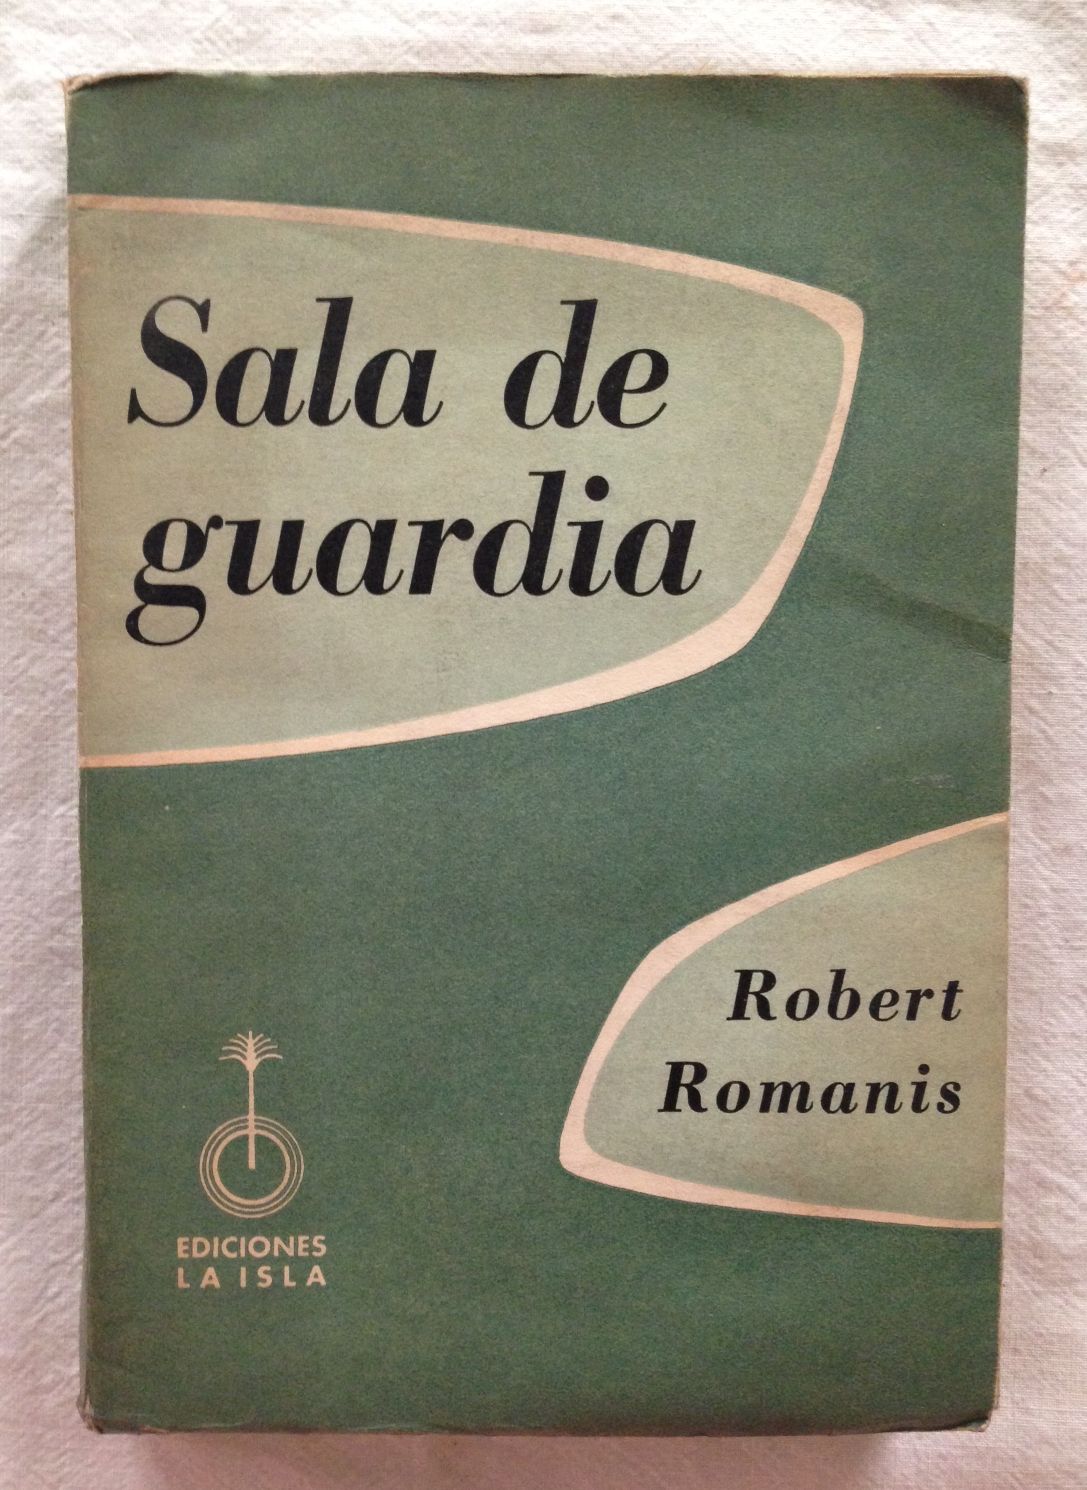 Sala de
guardia
Robert
Romanis
EDICIONES
LA ISLA